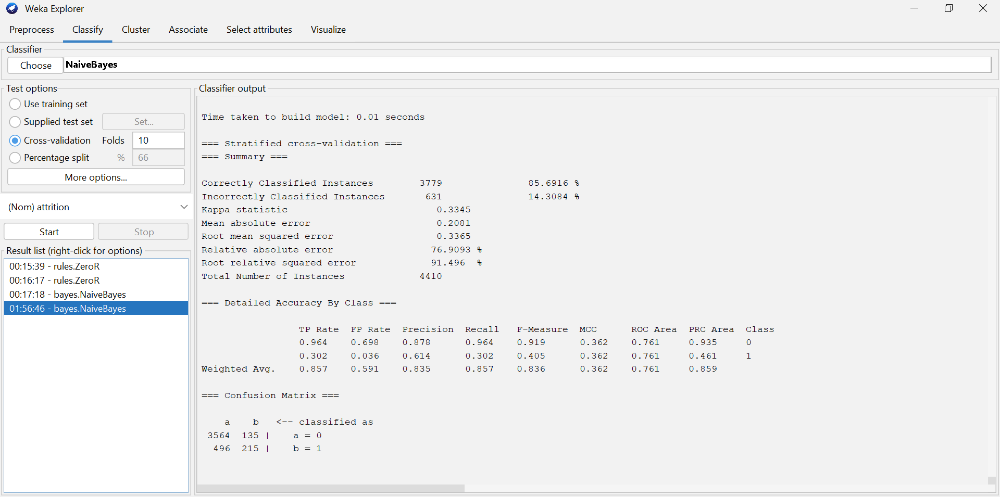 Weka Explorer
Preprocess Classify Cluster Associate Select attributes Visualize
Classifier
Choose NaiveBayes
Test options
Use training set
Supplied test set Set...
Cross-validation Folds 10
Percentage split % 66
More options...
(Nom) attrition
Start Stop
Result list (right-click for options)
00:15:39 - rules.ZeroR
00:16:17 - rules.ZeroR
00:17:18 - bayes.NaiveBayes
01:56:46 - bayes.NaiveBayes
Classifier output
Time taken to build model: 0.01 seconds
=== Stratified cross-validation ===
=== Summary ===
Correctly Classified Instances 3779 85.6916 %
Incorrectly Classified Instances 631 14.3084 %
Kappa statistic 0.3345
Mean absolute error 0.2081
Root mean squared error 0.3365
Relative absolute error 76.9093 %
Root relative squared error 91.496 %
Total Number of Instances 4410
=== Detailed Accuracy By Class ===
TP Rate FP Rate Precision Recall F-Measure MCC ROC Area PRC Area Class
0.964 0.698 0.878 0.964 0.919 0.362 0.761 0.935 0
0.302 0.036 0.614 0.302 0.405 0.362 0.761 0.461 1
Weighted Avg. 0.857 0.591 0.835 0.857 0.836 0.362 0.761 0.859
=== Confusion Matrix ===
a b <-- classified as
3564 135 | a = 0
496 215 | b = 1